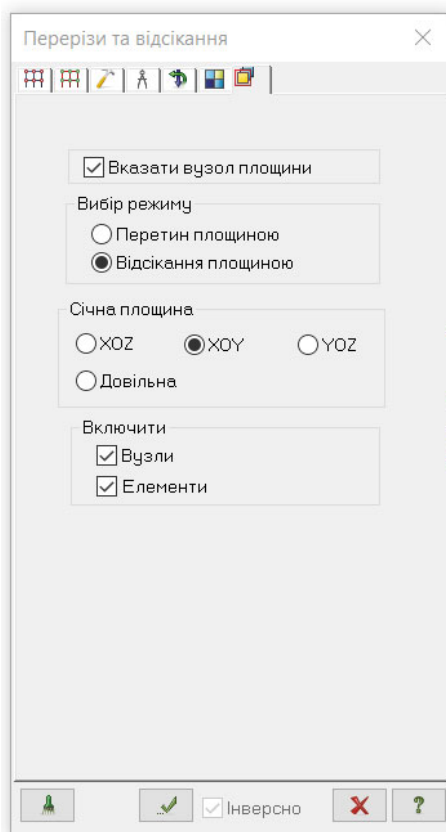 Перерізи та відсікання
Вказати вузол площини
Вибір режиму
Перетин площиною
Відсікання площиною
Січна площина
XOZ XOY YOZ
Довільна
Включити
Вузли
Елементи
Інверсно ?